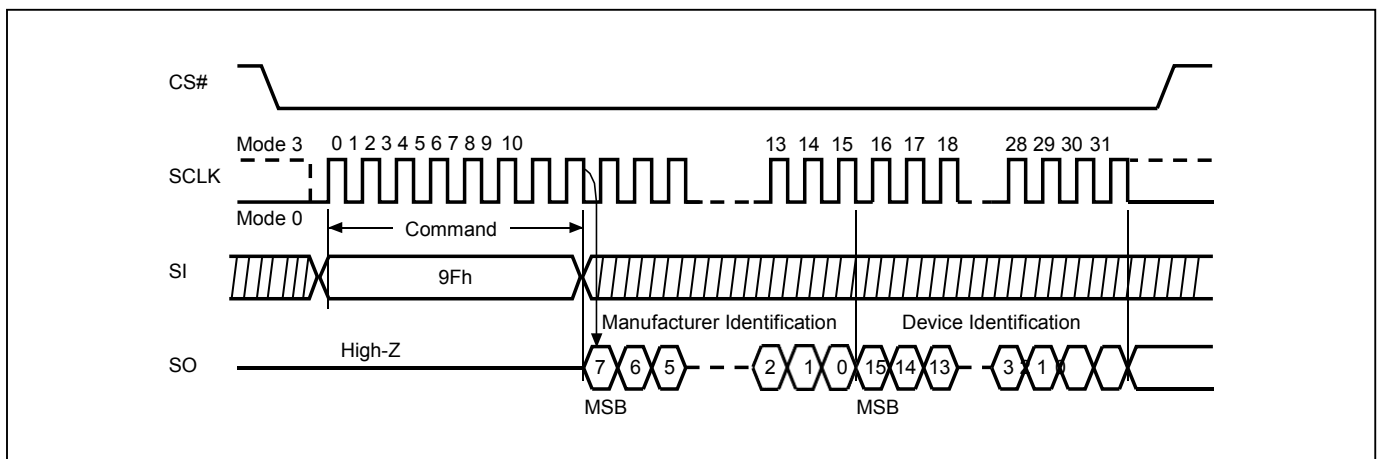 CS#
Mode 3
0 1 2 3 4 5 6 7 8 9 10
13 14 15 16 17 18
28 29 30 31
SCLK
Mode 0
Command
SI
9Fh
Manufacturer Identification
Device Identification
High-Z
SO
7 6 5
2 1 0 15 14 13
3 2 1 0
MSB
MSB